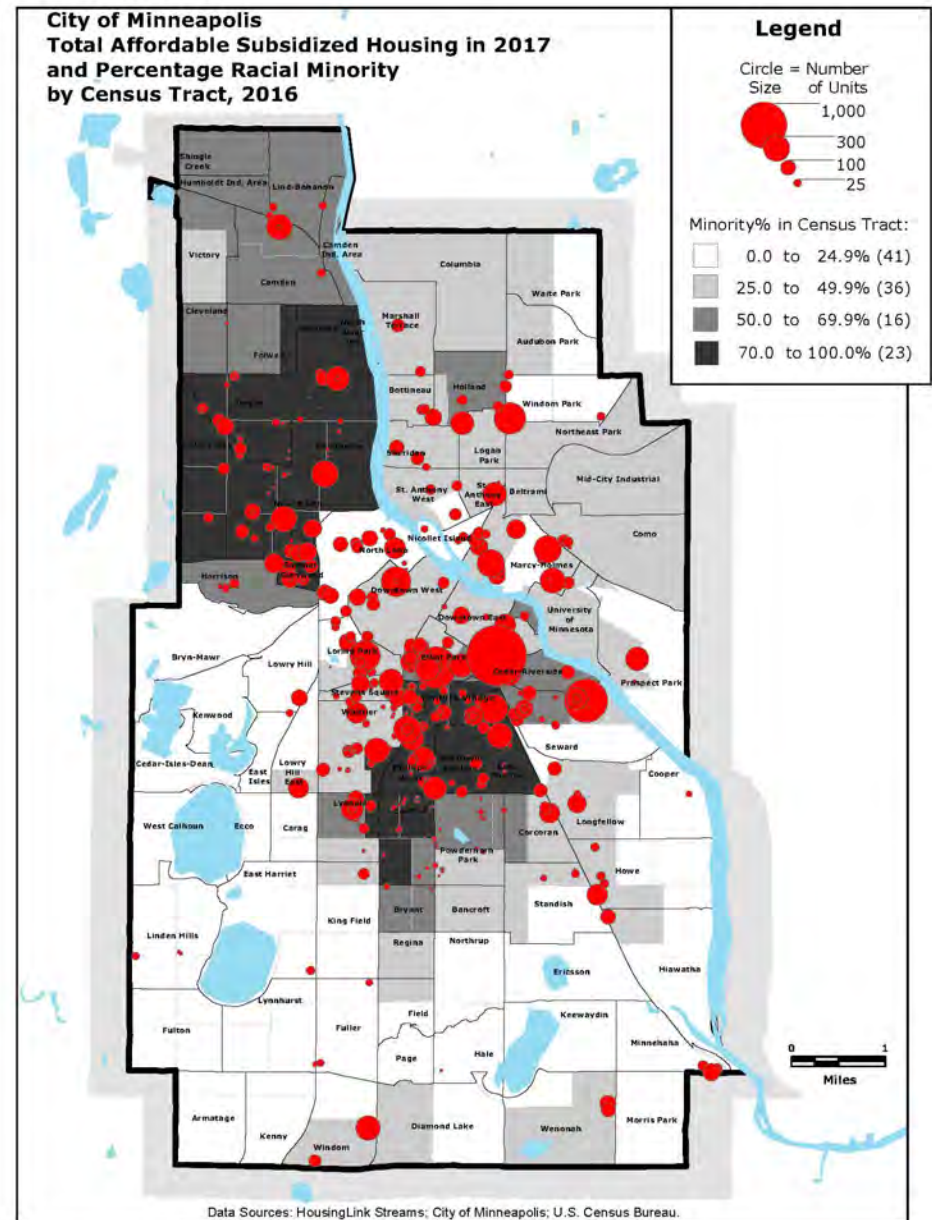 City of Minneapolis
Total Affordable Subsidized Housing in 2017
and Percentage Racial Minority
by Census Tract, 2016
Legend
Circle = Number
Size of Units
1,000
300
100
25
Minority% in Census Tract:
0.0 to 24.9% (41)
25.0 to 49.9% (36)
50.0 to 69.9% (16)
70.0 to 100.0% (23)
Shingle
Creek
Humboldt Ind. Area
Lind-Bohanon
Victory
Camden
Ind. Area
Camden
Columbia
Waite Park
Cleveland
Marshall
Terrace
Audubon Park
Folwell
Bottineau
Holland
Windom Park
Northeast Park
Sheridan
Logan
Park
Mid-City Industrial
St. Anthony
West
St.
Anthony
East
Beltrami
Como
Nicollet Island
North Loop
Marcy-Holmes
Sumner
Glenwood
Harrison
Downtown West
Downtown East
University
of
Minnesota
Bryn-Mawr
Lowry Hill
Loring Park
Elliot Park
Cedar-Riverside
Prospect Park
Stevens Square
Kenwood
Whittier
Seward
Cedar-Isles-Dean
East
Isles
Lowry
Hill
East
Cooper
West Calhoun
Ecco
Carag
Longfellow
Corcoran
Powderhorn
Park
East Harriet
Howe
King Field
Bryant
Bancroft
Standish
Linden Hills
Regina
Northrup
Ericsson
Hiawatha
Lynnhurst
Fulton
Fuller
Field
Keewaydin
Minnehaha
Page
Hale
0 1
Miles
Armatage
Kenny
Windom
Diamond Lake
Wenonah
Morris Park
Data Sources: HousingLink Streams; City of Minneapolis; U.S. Census Bureau.